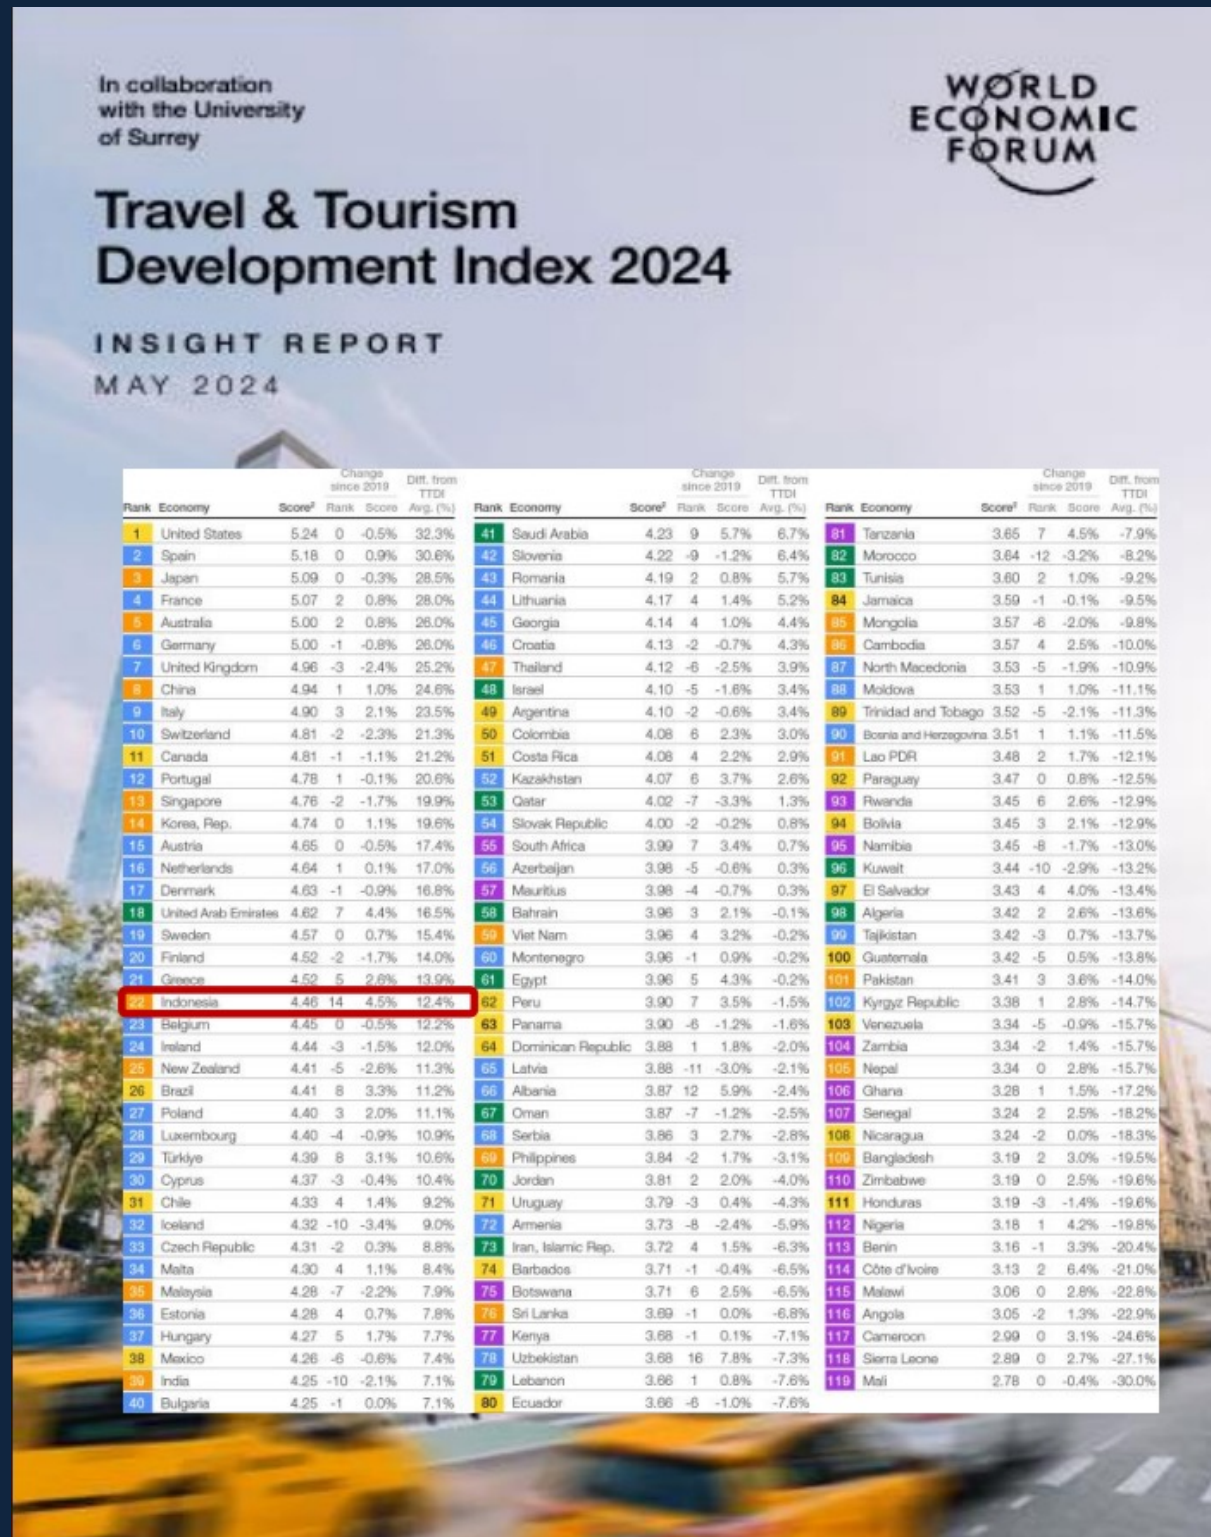 In collaboration
with the University
of Surrey
WORLD
ECONOMIC
FORUM
Travel & Tourism
Development Index 2024
INSIGHT REPORT
MAY 2024
Change since 2019 Diff. from TTDI
Rank Economy Score² Rank Score Avg. (%)
1 United States 5.24 0 -0.5% 32.3%
2 Spain 5.18 0 0.9% 30.6%
3 Japan 5.09 0 -0.3% 28.5%
4 France 5.07 2 0.8% 28.0%
5 Australia 5.00 2 0.8% 26.0%
6 Germany 5.00 -1 -0.8% 26.0%
7 United Kingdom 4.96 -3 -2.4% 25.2%
8 China 4.94 1 1.0% 24.6%
9 Italy 4.90 3 2.1% 23.5%
10 Switzerland 4.81 -2 -2.3% 21.3%
11 Canada 4.81 -1 -1.1% 21.2%
12 Portugal 4.78 1 -0.1% 20.6%
13 Singapore 4.76 -2 -1.7% 19.9%
14 Korea, Rep. 4.74 0 1.1% 19.6%
15 Austria 4.65 0 -0.5% 17.4%
16 Netherlands 4.64 1 0.1% 17.0%
17 Denmark 4.63 -1 -0.9% 16.8%
18 United Arab Emirates 4.62 7 4.4% 16.5%
19 Sweden 4.57 0 0.7% 15.4%
20 Finland 4.52 -2 -1.7% 14.0%
21 Greece 4.52 5 2.6% 13.9%
22 Indonesia 4.46 14 4.5% 12.4%
23 Belgium 4.45 0 -0.5% 12.2%
24 Ireland 4.44 -3 -1.5% 12.0%
25 New Zealand 4.41 -5 -2.6% 11.3%
26 Brazil 4.41 8 3.3% 11.2%
27 Poland 4.40 3 2.0% 11.1%
28 Luxembourg 4.40 -4 -0.9% 10.9%
29 Türkiye 4.39 8 3.1% 10.6%
30 Cyprus 4.37 -3 -0.4% 10.4%
31 Chile 4.33 4 1.4% 9.2%
32 Iceland 4.32 -10 -3.4% 9.0%
33 Czech Republic 4.31 -2 0.3% 8.8%
34 Malta 4.30 4 1.1% 8.4%
35 Malaysia 4.28 -7 -2.2% 7.9%
36 Estonia 4.28 4 0.7% 7.8%
37 Hungary 4.27 5 1.7% 7.7%
38 Mexico 4.26 -6 -0.6% 7.4%
39 India 4.25 -10 -2.1% 7.1%
40 Bulgaria 4.25 -1 0.0% 7.1%
Change since 2019 Diff. from TTDI
Rank Economy Score² Rank Score Avg. (%)
41 Saudi Arabia 4.23 9 5.7% 6.7%
42 Slovenia 4.22 -9 -1.2% 6.4%
43 Romania 4.19 2 0.8% 5.7%
44 Lithuania 4.17 4 1.4% 5.2%
45 Georgia 4.14 4 1.0% 4.4%
46 Croatia 4.13 -2 -0.7% 4.3%
47 Thailand 4.12 -6 -2.5% 3.9%
48 Israel 4.10 -5 -1.6% 3.4%
49 Argentina 4.10 -2 -0.6% 3.4%
50 Colombia 4.08 6 2.3% 3.0%
51 Costa Rica 4.08 4 2.2% 2.9%
52 Kazakhstan 4.07 6 3.7% 2.6%
53 Qatar 4.02 -7 -3.3% 1.3%
54 Slovak Republic 4.00 -2 -0.2% 0.8%
55 South Africa 3.99 7 3.4% 0.7%
56 Azerbaijan 3.98 -5 -0.6% 0.3%
57 Mauritius 3.98 -4 -0.7% 0.3%
58 Bahrain 3.96 3 2.1% -0.1%
59 Viet Nam 3.96 4 3.2% -0.2%
60 Montenegro 3.96 -1 0.9% -0.2%
61 Egypt 3.96 5 4.3% -0.2%
62 Peru 3.90 7 3.5% -1.5%
63 Panama 3.90 -6 -1.2% -1.6%
64 Dominican Republic 3.88 1 1.8% -2.0%
65 Latvia 3.88 -11 -3.0% -2.1%
66 Albania 3.87 12 5.9% -2.4%
67 Oman 3.87 -7 -1.2% -2.5%
68 Serbia 3.86 3 2.7% -2.8%
69 Philippines 3.84 -2 1.7% -3.1%
70 Jordan 3.81 2 2.0% -4.0%
71 Uruguay 3.79 -3 0.4% -4.3%
72 Armenia 3.73 -8 -2.4% -5.9%
73 Iran, Islamic Rep. 3.72 4 1.5% -6.3%
74 Barbados 3.71 -1 -0.4% -6.5%
75 Botswana 3.71 6 2.5% -6.5%
76 Sri Lanka 3.69 -1 0.0% -6.8%
77 Kenya 3.68 -1 0.1% -7.1%
78 Uzbekistan 3.68 16 7.8% -7.3%
79 Lebanon 3.66 1 0.8% -7.6%
80 Ecuador 3.66 -6 -1.0% -7.6%
Change since 2019 Diff. from TTDI
Rank Economy Score² Rank Score Avg. (%)
81 Tanzania 3.65 7 4.5% -7.9%
82 Morocco 3.64 -12 -3.2% -8.2%
83 Tunisia 3.60 2 1.0% -9.2%
84 Jamaica 3.59 -1 -0.1% -9.5%
85 Mongolia 3.57 -6 -2.0% -9.8%
86 Cambodia 3.57 4 2.5% -10.0%
87 North Macedonia 3.53 -5 -1.9% -10.9%
88 Moldova 3.53 1 1.0% -11.1%
89 Trinidad and Tobago 3.52 -5 -2.1% -11.3%
90 Bosnia and Herzegovina 3.51 1 1.1% -11.5%
91 Lao PDR 3.48 2 1.7% -12.1%
92 Paraguay 3.47 0 0.8% -12.5%
93 Rwanda 3.45 6 2.6% -12.9%
94 Bolivia 3.45 3 2.1% -12.9%
95 Namibia 3.45 -8 -1.7% -13.0%
96 Kuwait 3.44 -10 -2.9% -13.2%
97 El Salvador 3.43 4 4.0% -13.4%
98 Algeria 3.42 2 2.6% -13.6%
99 Tajikistan 3.42 -3 0.7% -13.7%
100 Guatemala 3.42 -5 0.5% -13.8%
101 Pakistan 3.41 3 3.6% -14.0%
102 Kyrgyz Republic 3.38 1 2.8% -14.7%
103 Venezuela 3.34 -5 -0.9% -15.7%
104 Zambia 3.34 -2 1.4% -15.7%
105 Nepal 3.34 0 2.8% -15.7%
106 Ghana 3.28 1 1.5% -17.2%
107 Senegal 3.24 2 2.5% -18.2%
108 Nicaragua 3.24 -2 0.0% -18.3%
109 Bangladesh 3.19 2 3.0% -19.5%
110 Zimbabwe 3.19 0 2.5% -19.6%
111 Honduras 3.19 -3 -1.4% -19.6%
112 Nigeria 3.18 1 4.2% -19.8%
113 Benin 3.16 -1 3.3% -20.4%
114 Côte d'Ivoire 3.13 2 6.4% -21.0%
115 Malawi 3.06 0 2.8% -22.8%
116 Angola 3.05 -2 1.3% -22.9%
117 Cameroon 2.99 0 3.1% -24.6%
118 Sierra Leone 2.89 0 2.7% -27.1%
119 Mali 2.78 0 -0.4% -30.0%